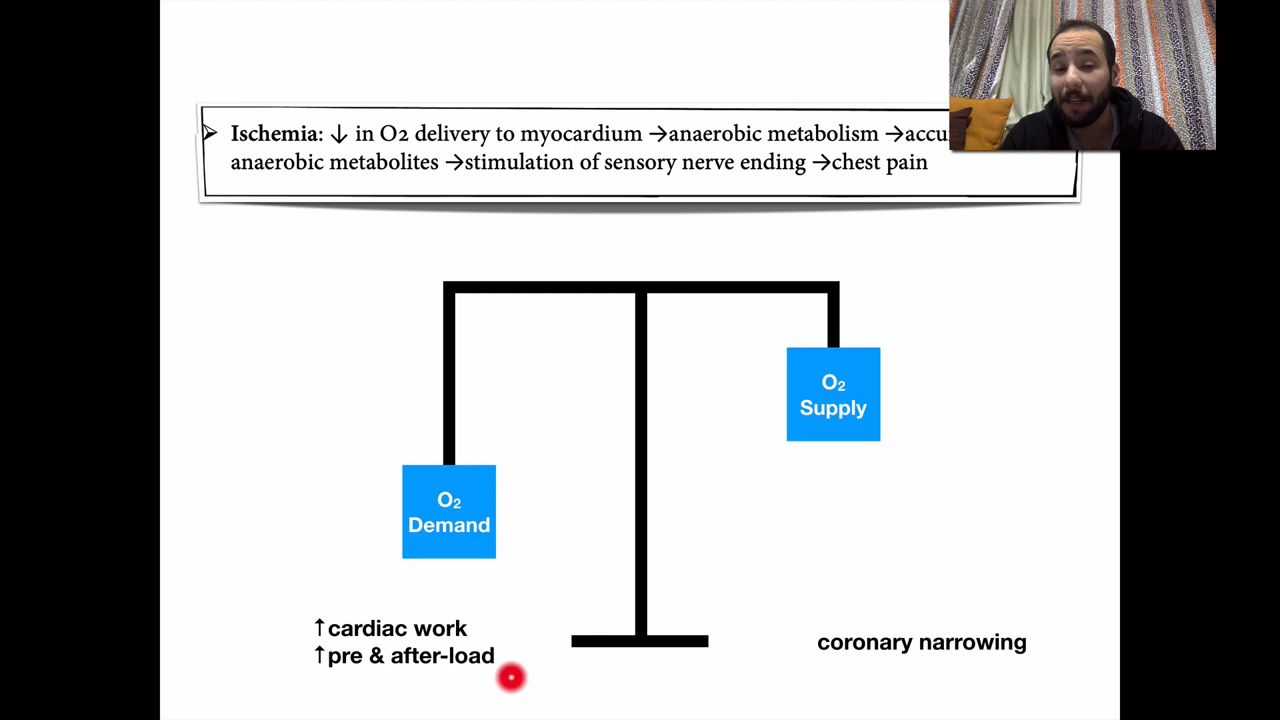 ➢ Ischemia: ↓ in O2 delivery to myocardium →anaerobic metabolism →
anaerobic metabolites →stimulation of sensory nerve ending →chest pain
O₂
Supply
O₂
Demand
↑cardiac work
↑pre & after-load
coronary narrowing